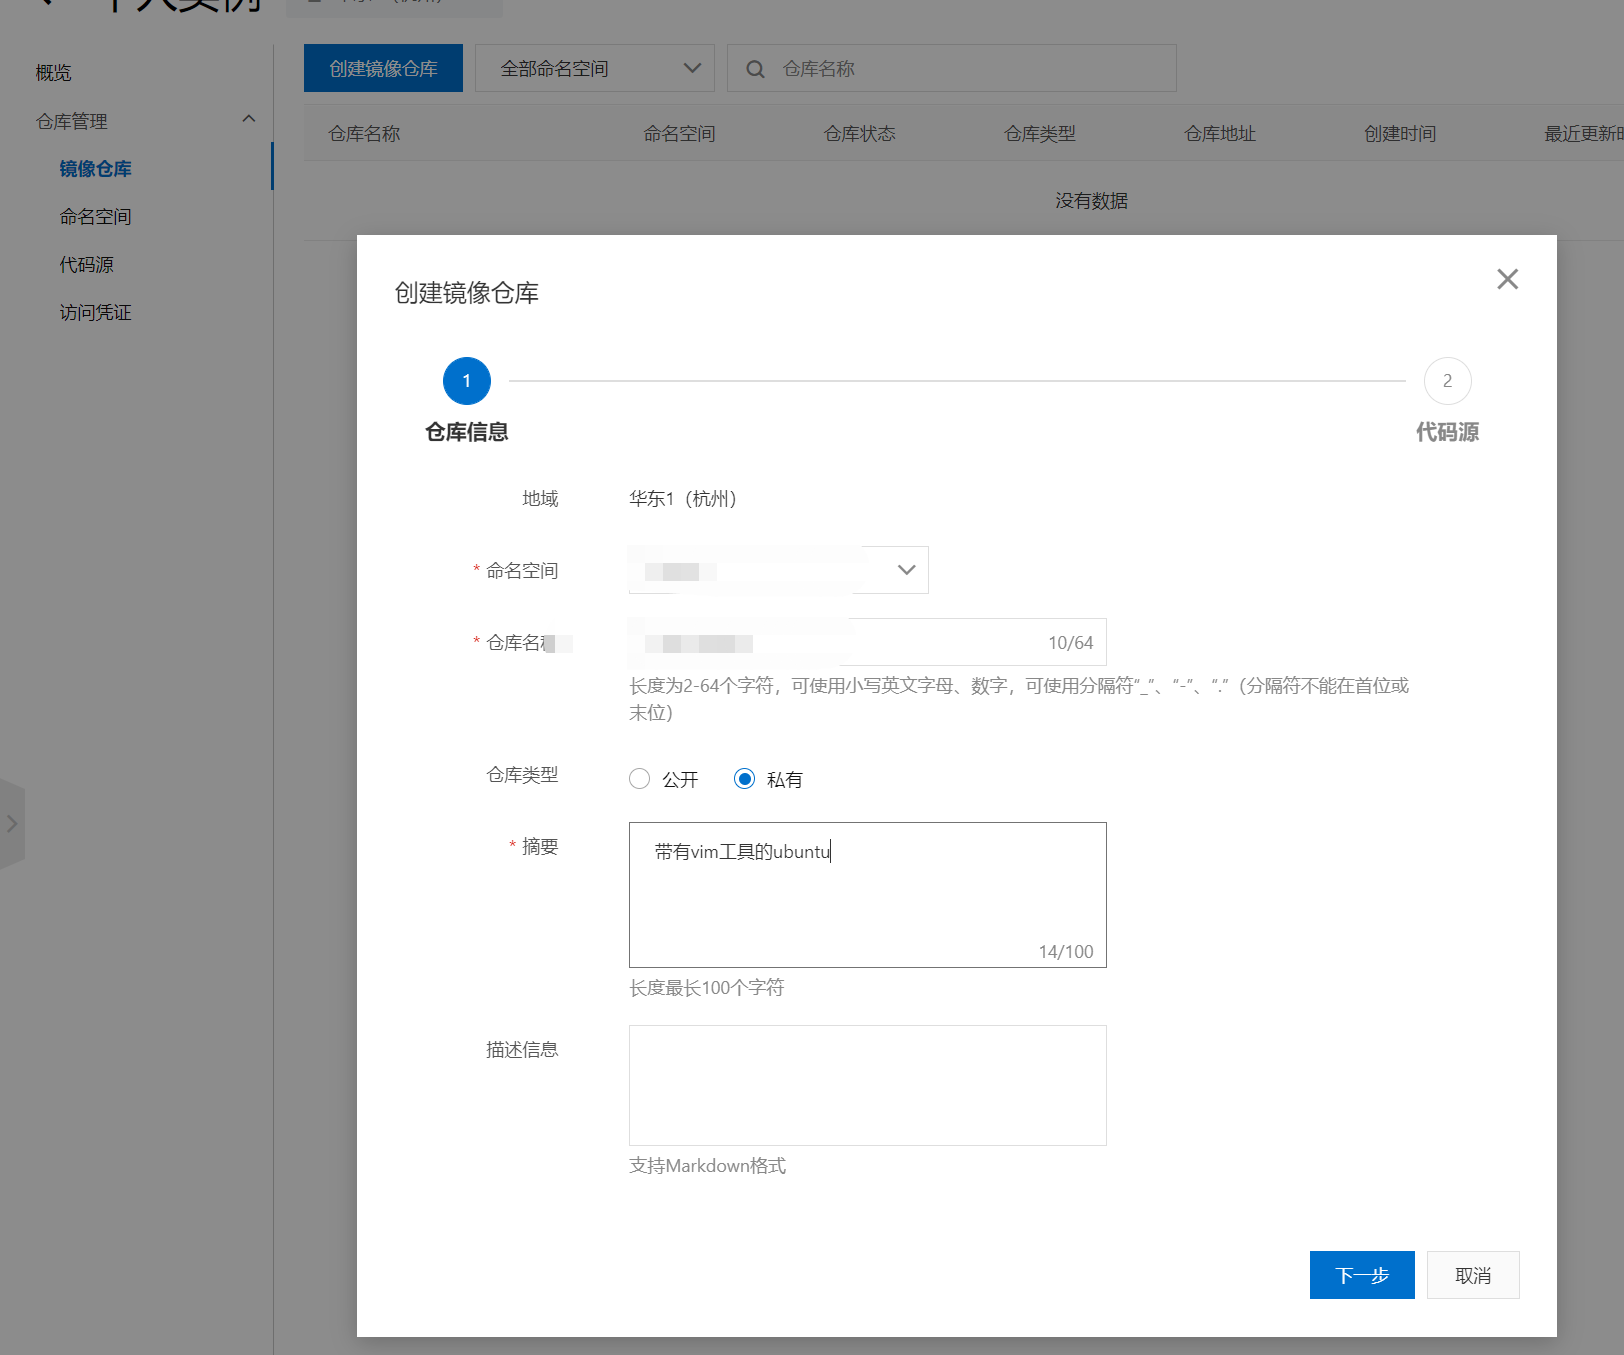 概览
仓库管理
镜像仓库
命名空间
代码源
访问凭证
创建镜像仓库
全部命名空间
仓库名称
仓库名称 命名空间 仓库状态 仓库类型 仓库地址 创建时间 最近更新
没有数据
创建镜像仓库
1
仓库信息
2
代码源
地域 华东1（杭州）
* 命名空间
* 仓库名
10/64
长度为2-64个字符，可使用小写英文字母、数字，可使用分隔符“_”、“-”、“.”（分隔符不能在首位或
末位）
仓库类型 公开 私有
* 摘要 带有vim工具的ubuntu
14/100
长度最长100个字符
描述信息
支持Markdown格式
下一步 取消